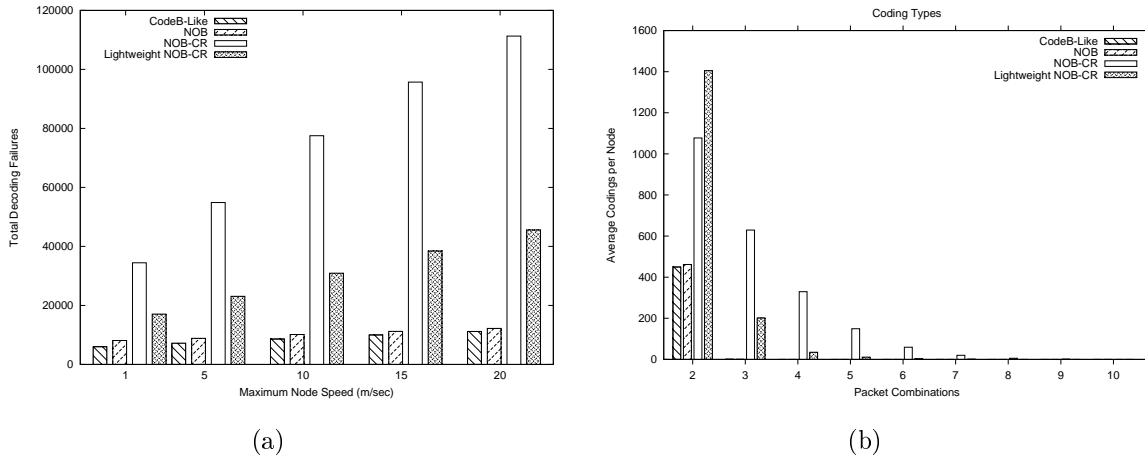 120000
100000
80000
60000
40000
20000
0
Total Decoding Failures
CodeB-Like
NOB
NOB-CR
Lightweight NOB-CR
1 5 10 15 20
Maximum Node Speed (m/sec)
(a)
Coding Types
1600
1400
1200
1000
800
600
400
200
0
Average Codings per Node
CodeB-Like
NOB
NOB-CR
Lightweight NOB-CR
2 3 4 5 6 7 8 9 10
Packet Combinations
(b)